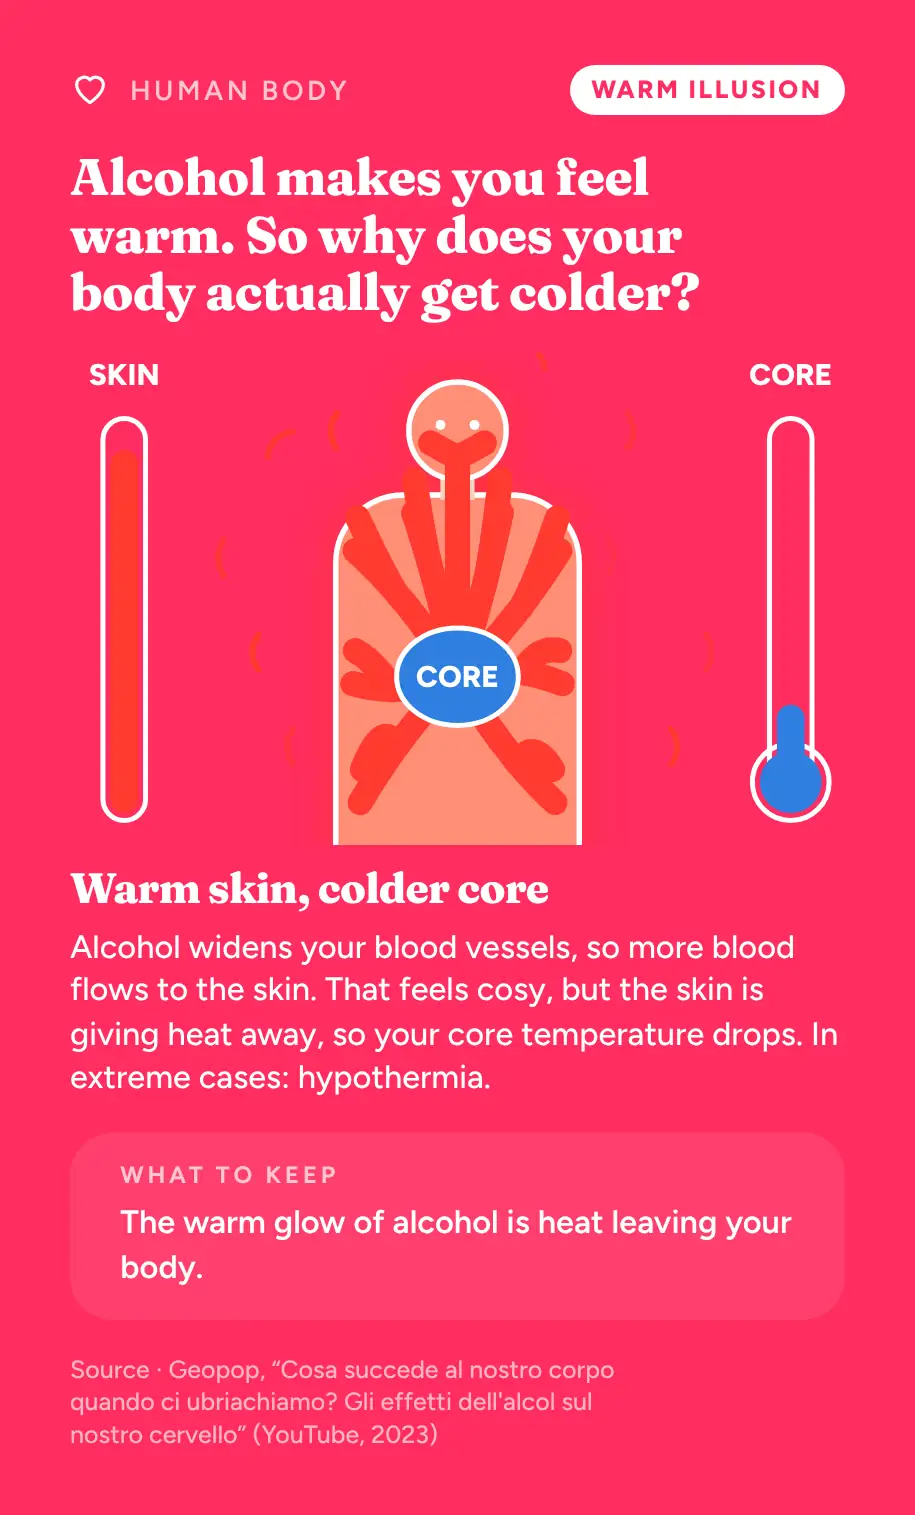 HUMAN BODY
WARM ILLUSION
Alcohol makes you feel
warm. So why does your
body actually get colder?
SKIN
CORE
CORE
Warm skin, colder core
Alcohol widens your blood vessels, so more blood
flows to the skin. That feels cosy, but the skin is
giving heat away, so your core temperature drops. In
extreme cases: hypothermia.
WHAT TO KEEP
The warm glow of alcohol is heat leaving your
body.
Source · Geopop, “Cosa succede al nostro corpo
quando ci ubriachiamo? Gli effetti dell'alcol sul
nostro cervello” (YouTube, 2023)